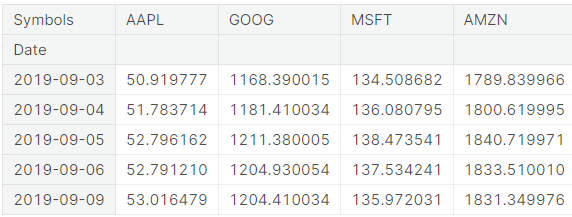 Symbols AAPL GOOG MSFT AMZN
Date
2019-09-03 50.919777 1168.390015 134.508682 1789.839966
2019-09-04 51.783714 1181.410034 136.080795 1800.619995
2019-09-05 52.796162 1211.380005 138.473541 1840.719971
2019-09-06 52.791210 1204.930054 137.534241 1833.510010
2019-09-09 53.016479 1204.410034 135.972031 1831.349976